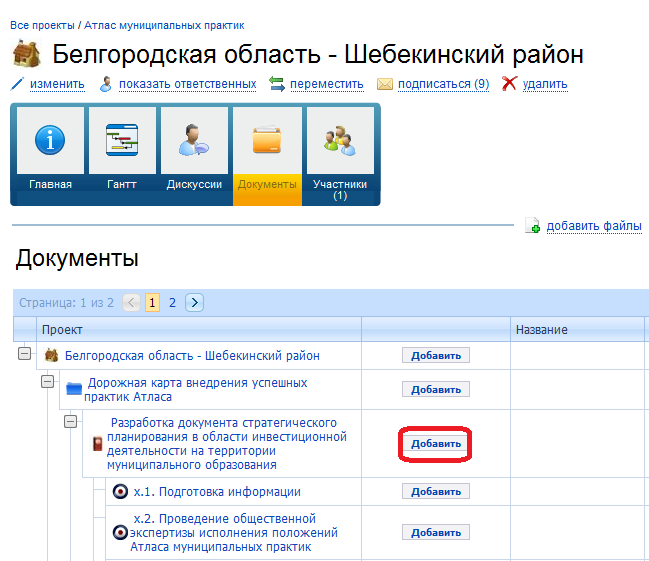 Все проекты / Атлас муниципальных практик
Белгородская область - Шебекинский район
изменить показать ответственных переместить подписаться (9) удалить
Главная Гантт Дискуссии Документы Участники
(1)
добавить файлы
Документы
Страница: 1 из 2 < 1 2 >
Проект Название
Белгородская область - Шебекинский район Добавить
Дорожная карта внедрения успешных
практик Атласа
Добавить
Разработка документа стратегического
планирования в области инвестиционной
деятельности на территории
муниципального образования
Добавить
х.1. Подготовка информации Добавить
х.2. Проведение общественной
экспертизы исполнения положений
Атласа муниципальных практик
Добавить